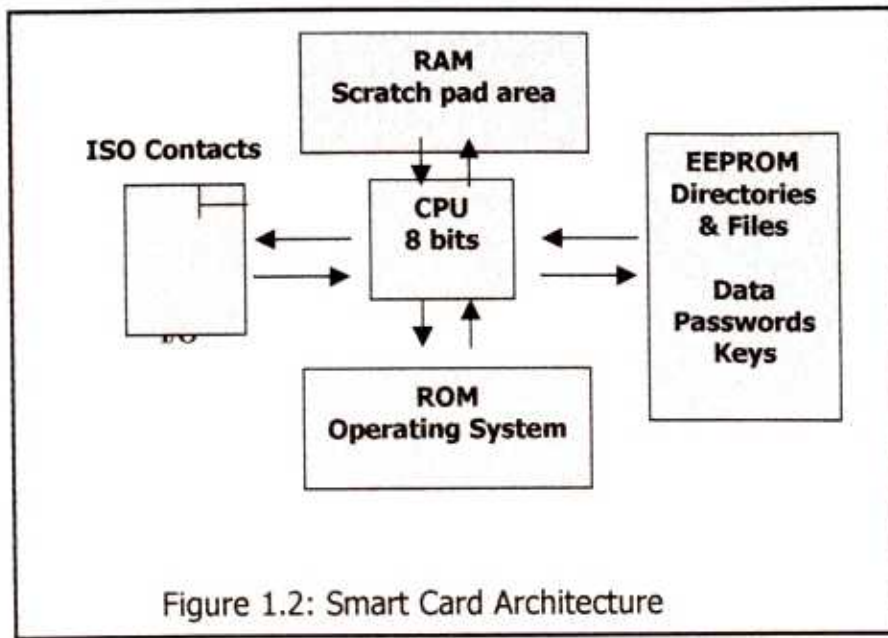 RAM
Scratch pad area
ISO Contacts
CPU
8 bits
EEPROM
Directories
& Files
Data
Passwords
Keys
I/O
ROM
Operating System
Figure 1.2: Smart Card Architecture